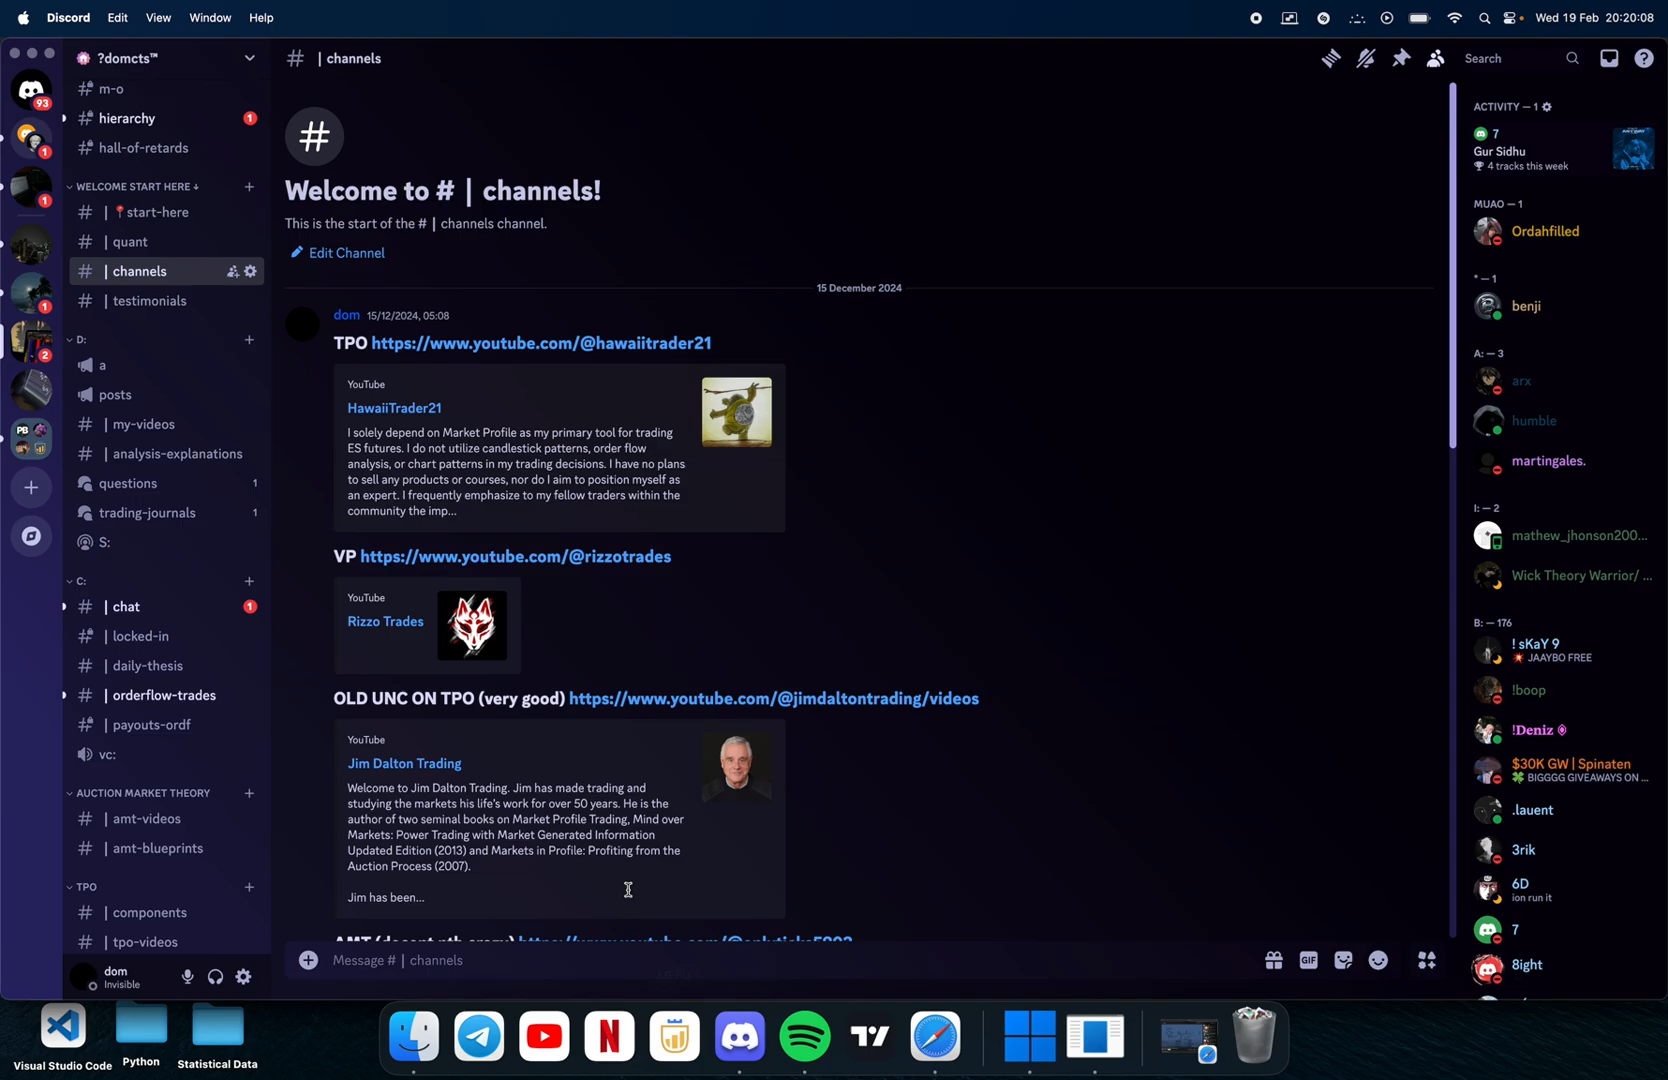 Discord Edit View Window Help
Wed 19 Feb 20:20:08
?domcts™
# | channels
Search
93
1
1
1
2
PB
m-o
hierarchy 1
hall-of-retards
WELCOME START HERE ↓
| 📍start-here
| quant
| channels
| testimonials
D:
a
posts
| my-videos
| analysis-explanations
questions 1
trading-journals 1
S:
C:
| chat 1
| locked-in
| daily-thesis
| orderflow-trades
| payouts-ordf
vc:
AUCTION MARKET THEORY
| amt-videos
| amt-blueprints
TPO
| components
| tpo-videos
dom
Invisible
#
Welcome to # | channels!
This is the start of the # | channels channel.
Edit Channel
15 December 2024
dom 15/12/2024, 05:08
TPO https://www.youtube.com/@hawaiitrader21
YouTube
HawaiiTrader21
I solely depend on Market Profile as my primary tool for trading
ES futures. I do not utilize candlestick patterns, order flow
analysis, or chart patterns in my trading decisions. I have no plans
to sell any products or courses, nor do I aim to position myself as
an expert. I frequently emphasize to my fellow traders within the
community the imp...
VP https://www.youtube.com/@rizzotrades
YouTube
Rizzo Trades
OLD UNC ON TPO (very good) https://www.youtube.com/@jimdaltontrading/videos
YouTube
Jim Dalton Trading
Welcome to Jim Dalton Trading. Jim has made trading and
studying the markets his life's work for over 50 years. He is the
author of two seminal books on Market Profile Trading, Mind over
Markets: Power Trading with Market Generated Information
Updated Edition (2013) and Markets in Profile: Profiting from the
Auction Process (2007).
Jim has been...
Message # | channels
GIF
ACTIVITY — 1
7
Gur Sidhu
4 tracks this week
MUAO — 1
Ordahfilled
* — 1
benji
A: — 3
arx
humble
martingales.
I: — 2
mathew_jhonson200...
Wick Theory Warrior/ ...
B: — 176
! sKaY 9
💥 JAAYBO FREE
!boop
!Deniz
$30K GW | Spinaten
🍀 BIGGGG GIVEAWAYS ON ...
.lauent
3rik
6D
ion run it
7
8ight
Visual Studio Code
Python
Statistical Data